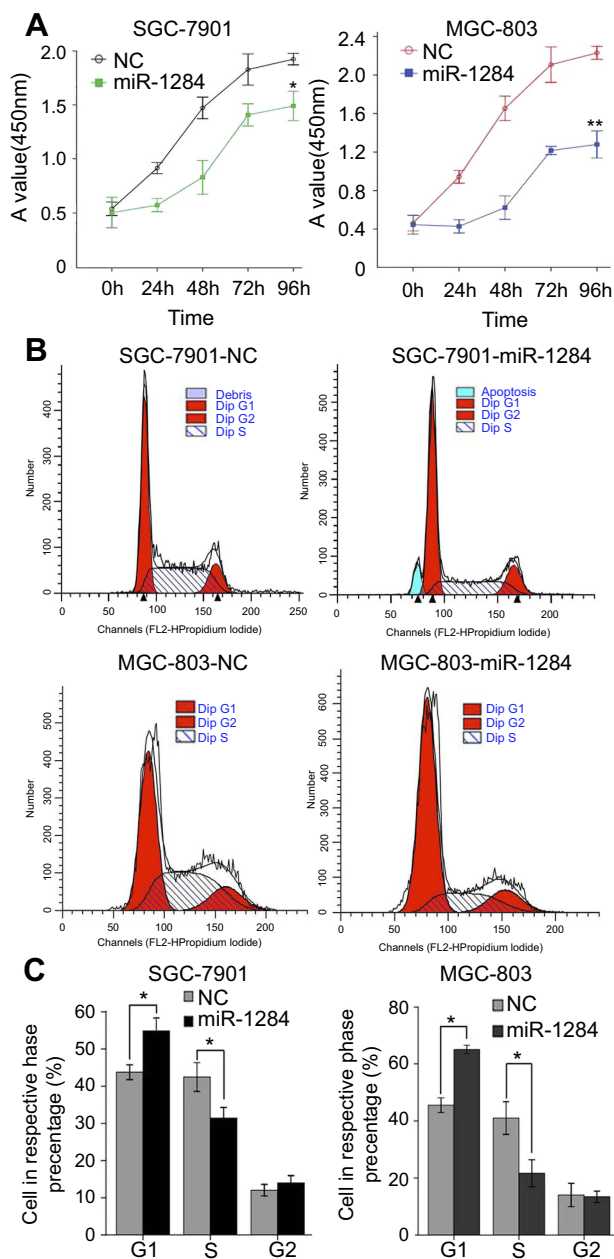 A
SGC-7901
MGC-803
NC
miR-1284
A value(450nm)
2.0
1.5
1.0
0.5
0
*
0h 24h 48h 72h 96h
Time
NC
miR-1284
A value(450nm)
2.4
2.0
1.6
1.2
0.8
0.4
0
**
0h 24h 48h 72h 96h
Time
B
SGC-7901-NC
Debris
Dip G1
Dip G2
Dip S
Number
0 100 200 300 400
0 50 100 150 200 250
Channels (FL2-HPropidium Iodide)
SGC-7901-miR-1284
Apoptosis
Dip G1
Dip G2
Dip S
Number
0 100 200 300 400 500
0 50 100 150 200
Channels (FL2-HPropidium Iodide)
MGC-803-NC
Dip G1
Dip G2
Dip S
Number
0 100 200 300 400 500
0 50 100 150 200
Channels (FL2-HPropidium Iodide)
MGC-803-miR-1284
Dip G1
Dip G2
Dip S
Number
0 100 200 300 400 500 600
0 50 100 150 200
Channels (FL2-HPropidium Iodide)
C
SGC-7901
NC
miR-1284
Cell in respective hase
precentage (%)
60
50
40
30
20
10
0
*
*
G1 S G2
MGC-803
NC
miR-1284
Cell in respective phase
precentage (%)
80
60
40
20
0
*
*
G1 S G2